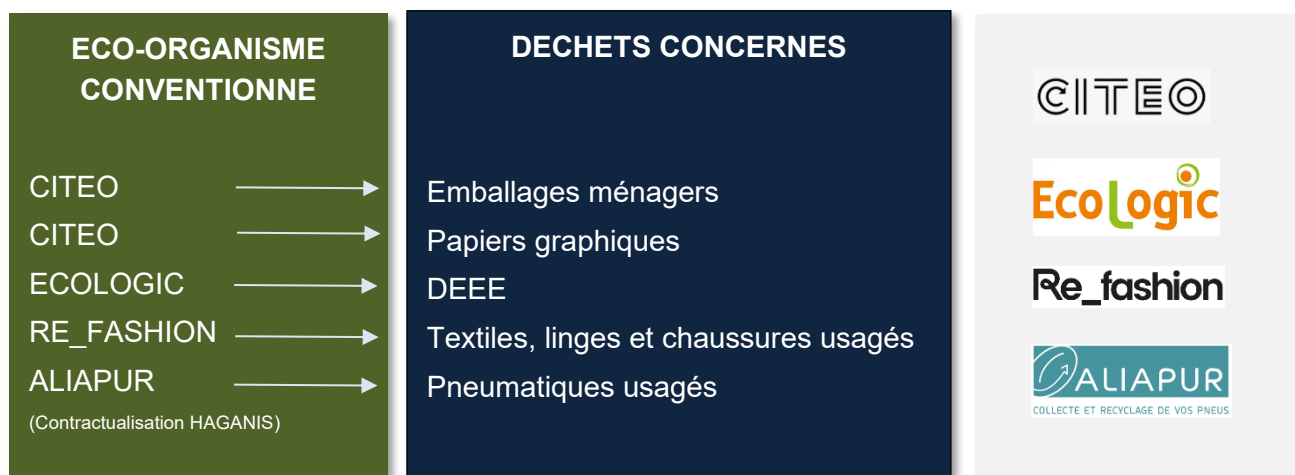 ECO-ORGANISME
CONVENTIONNE
CITEO
CITEO
ECOLOGIC
RE_FASHION
ALIAPUR
(Contractualisation HAGANIS)
DECHETS CONCERNES
Emballages ménagers
Papiers graphiques
DEEE
Textiles, linges et chaussures usagés
Pneumatiques usagés
CITEO
EcoLogic
Re_fashion
ALIAPUR
COLLECTE ET RECYCLAGE DE VOS PNEUS